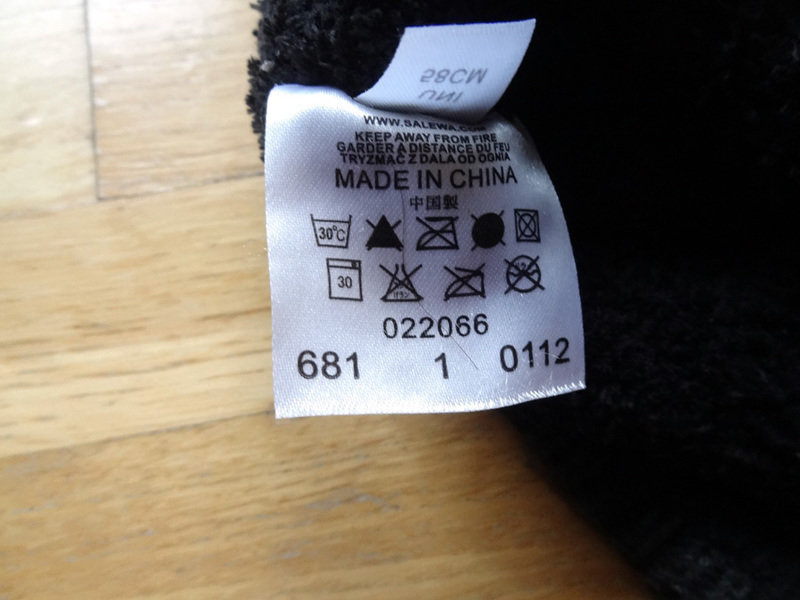 58CM
UNI
WWW.SALEWA.COM
KEEP AWAY FROM FIRE
GARDER A DISTANCE DU FEU
TRYZMAĆ Z DALA OD OGNIA
MADE IN CHINA
中国製
30°C
30
022066
681 1 0112